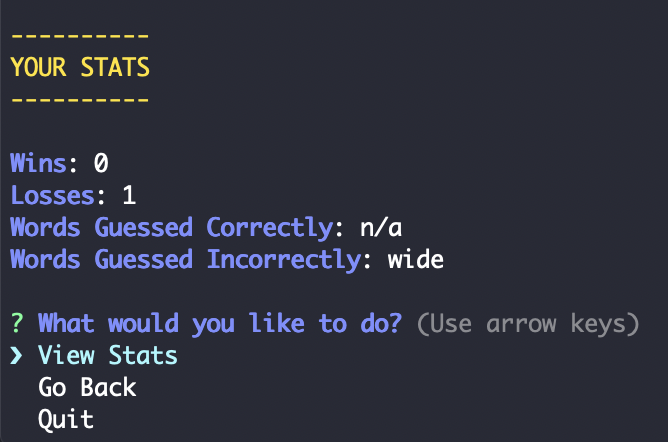 ----------
YOUR STATS
----------
Wins: 0
Losses: 1
Words Guessed Correctly: n/a
Words Guessed Incorrectly: wide
? What would you like to do? (Use arrow keys)
❯ View Stats
Go Back
Quit